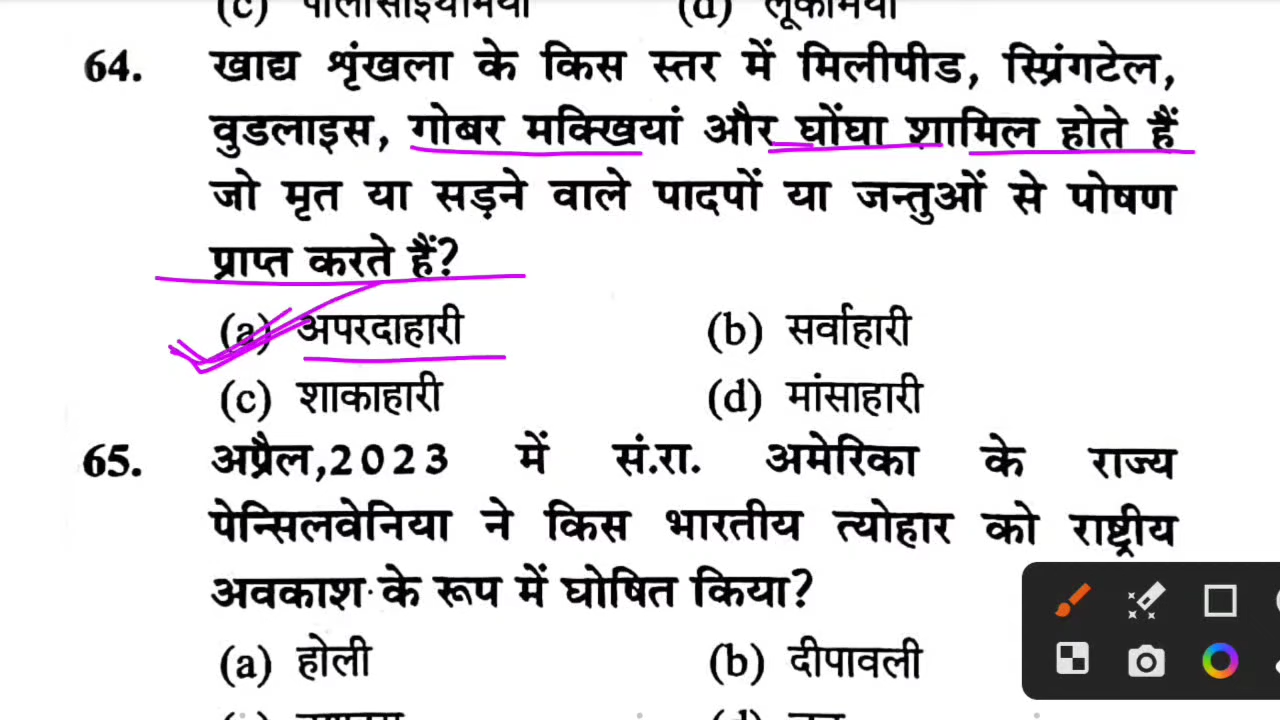 (c) पॉलीसाइथेमिया (d) लूकेमिया
64. खाद्य शृंखला के किस स्तर में मिलीपीड, स्प्रिंगटेल,
वुडलाइस, गोबर मक्खियां और घोंघा शामिल होते हैं
जो मृत या सड़ने वाले पादपों या जन्तुओं से पोषण
प्राप्त करते हैं?
(a) अपरदाहारी (b) सर्वाहारी
(c) शाकाहारी (d) मांसाहारी
65. अप्रैल,2023 में सं.रा. अमेरिका के राज्य
पेन्सिलवेनिया ने किस भारतीय त्योहार को राष्ट्रीय
अवकाश के रूप में घोषित किया?
(a) होली (b) दीपावली
(d)